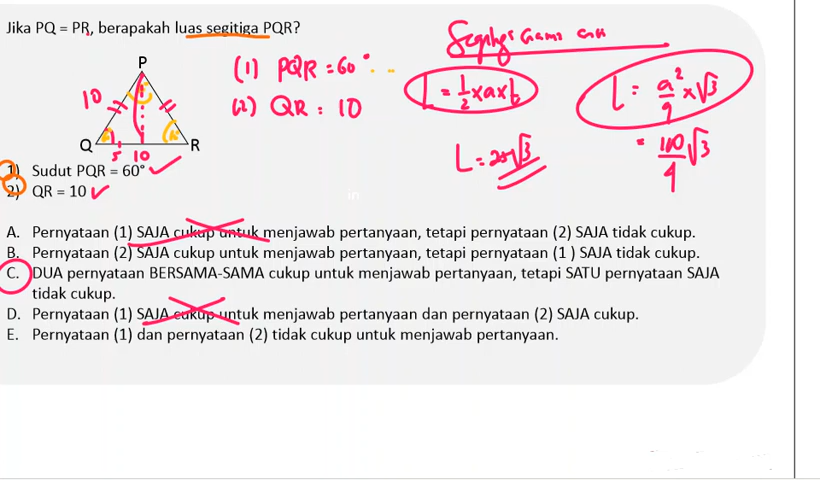 Jika PQ = PR, berapakah luas segitiga PQR?
P
10
Q
5
10
R
(1) PQR = 60°
(2) QR = 10
L = ½ x a x t
L = 25√3
L = a²/4 x √3
= 100/4 √3
1) Sudut PQR = 60°
2) QR = 10
A. Pernyataan (1) SAJA cukup untuk menjawab pertanyaan, tetapi pernyataan (2) SAJA tidak cukup.
B. Pernyataan (2) SAJA cukup untuk menjawab pertanyaan, tetapi pernyataan (1 ) SAJA tidak cukup.
C. DUA pernyataan BERSAMA-SAMA cukup untuk menjawab pertanyaan, tetapi SATU pernyataan SAJA
tidak cukup.
D. Pernyataan (1) SAJA cukup untuk menjawab pertanyaan dan pernyataan (2) SAJA cukup.
E. Pernyataan (1) dan pernyataan (2) tidak cukup untuk menjawab pertanyaan.